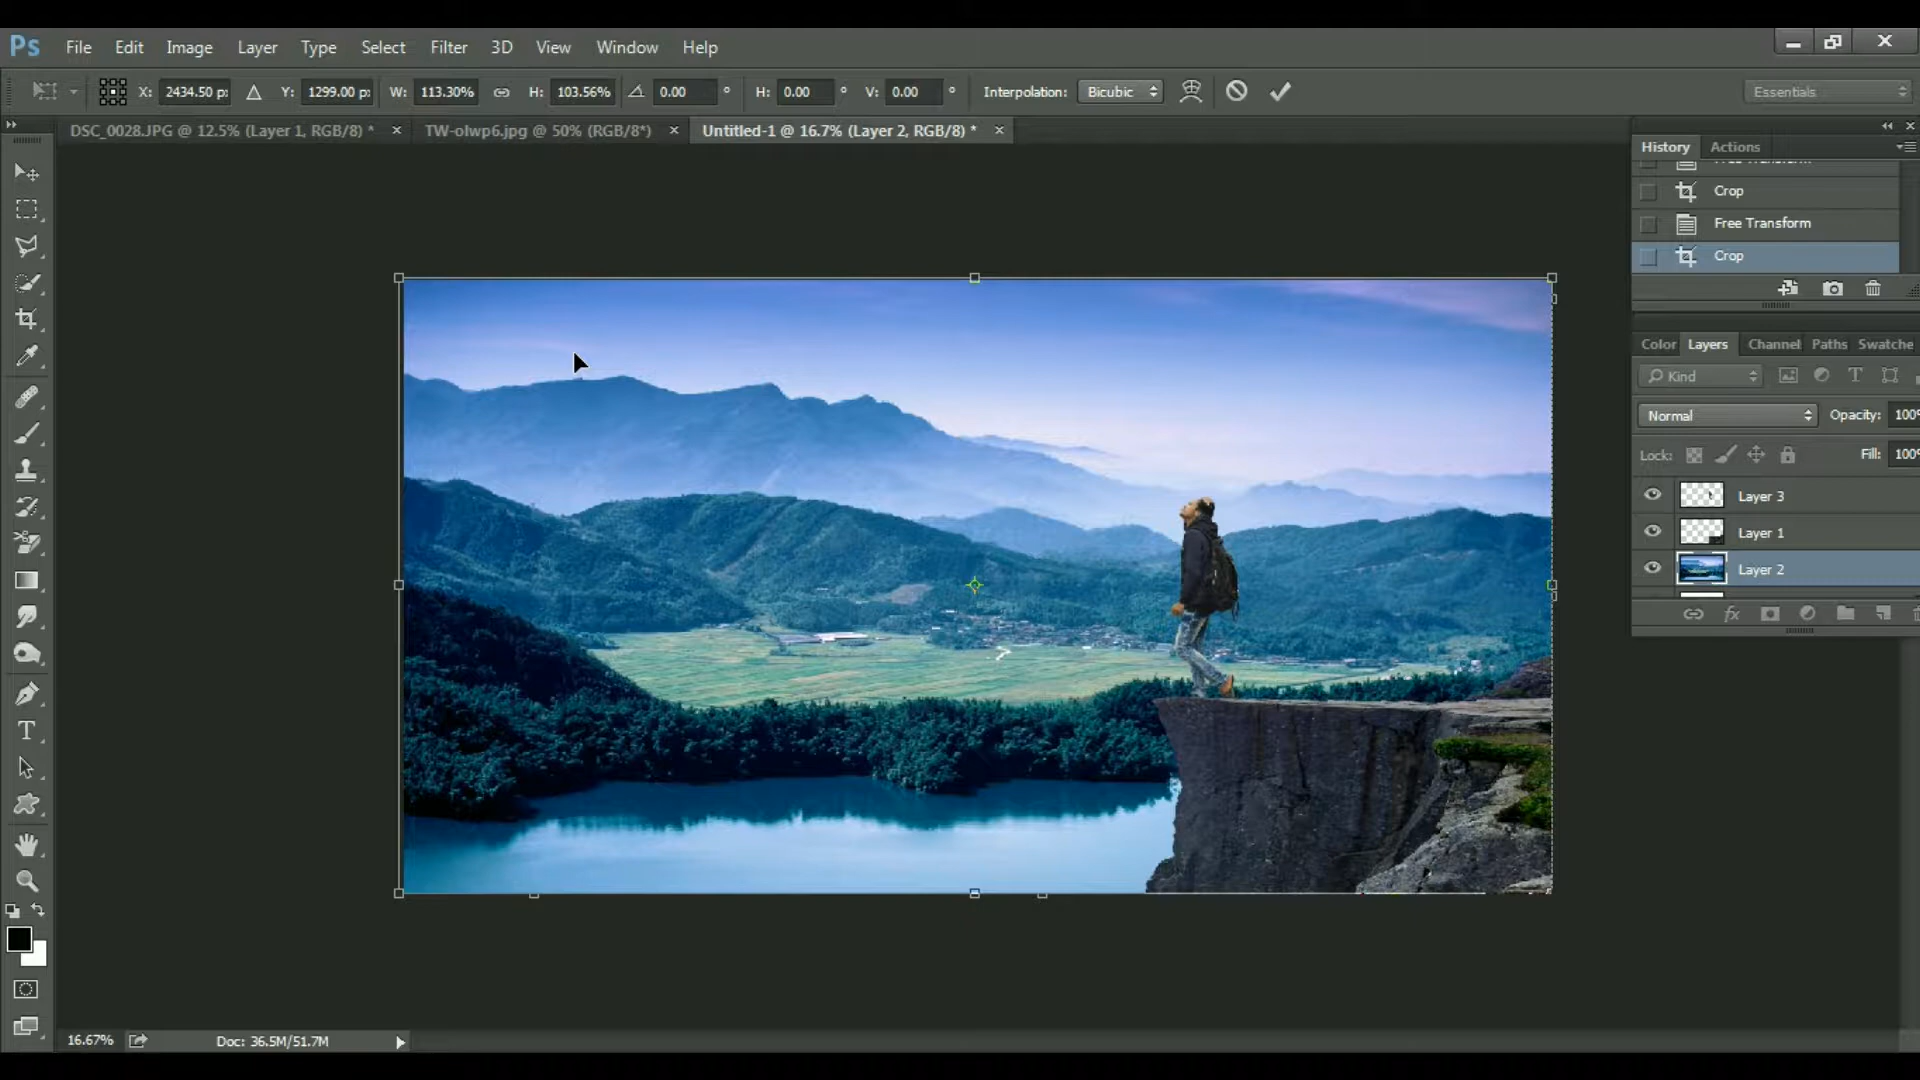 Ps File Edit Image Layer Type Select Filter 3D View Window Help
X: 2434.50 p: Y: 1299.00 p: W: 113.30% H: 103.56% 0.00 ° H: 0.00 ° V: 0.00 ° Interpolation: Bicubic Essentials
DSC_0028.JPG @ 12.5% (Layer 1, RGB/8) * × TW-olwp6.jpg @ 50% (RGB/8*) × Untitled-1 @ 16.7% (Layer 2, RGB/8) * ×
History Actions
Crop
Free Transform
Crop
Color Layers Channel Paths Swatche
Kind
Normal Opacity: 100%
Lock: Fill: 100%
Layer 3
Layer 1
Layer 2
fx
16.67% Doc: 36.5M/51.7M